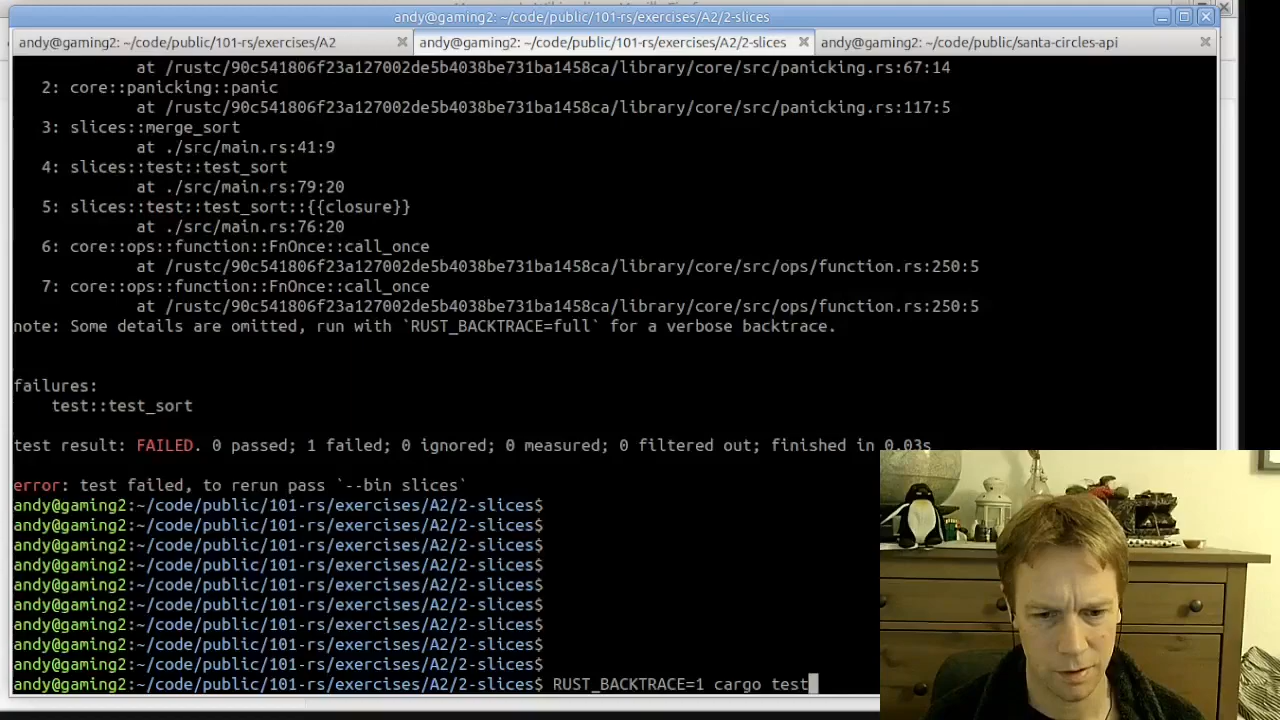 andy@gaming2: ~/code/public/101-rs/exercises/A2/2-slices
andy@gaming2: ~/code/public/101-rs/exercises/A2
andy@gaming2: ~/code/public/101-rs/exercises/A2/2-slices
andy@gaming2: ~/code/public/santa-circles-api
at /rustc/90c541806f23a127002de5b4038be731ba1458ca/library/core/src/panicking.rs:67:14
2: core::panicking::panic
at /rustc/90c541806f23a127002de5b4038be731ba1458ca/library/core/src/panicking.rs:117:5
3: slices::merge_sort
at ./src/main.rs:41:9
4: slices::test::test_sort
at ./src/main.rs:79:20
5: slices::test::test_sort::{{closure}}
at ./src/main.rs:76:20
6: core::ops::function::FnOnce::call_once
at /rustc/90c541806f23a127002de5b4038be731ba1458ca/library/core/src/ops/function.rs:250:5
7: core::ops::function::FnOnce::call_once
at /rustc/90c541806f23a127002de5b4038be731ba1458ca/library/core/src/ops/function.rs:250:5
note: Some details are omitted, run with `RUST_BACKTRACE=full` for a verbose backtrace.
failures:
test::test_sort
test result: FAILED. 0 passed; 1 failed; 0 ignored; 0 measured; 0 filtered out; finished in 0.03s
error: test failed, to rerun pass `--bin slices`
andy@gaming2:~/code/public/101-rs/exercises/A2/2-slices$
andy@gaming2:~/code/public/101-rs/exercises/A2/2-slices$
andy@gaming2:~/code/public/101-rs/exercises/A2/2-slices$
andy@gaming2:~/code/public/101-rs/exercises/A2/2-slices$
andy@gaming2:~/code/public/101-rs/exercises/A2/2-slices$
andy@gaming2:~/code/public/101-rs/exercises/A2/2-slices$
andy@gaming2:~/code/public/101-rs/exercises/A2/2-slices$
andy@gaming2:~/code/public/101-rs/exercises/A2/2-slices$
andy@gaming2:~/code/public/101-rs/exercises/A2/2-slices$
andy@gaming2:~/code/public/101-rs/exercises/A2/2-slices$ RUST_BACKTRACE=1 cargo test